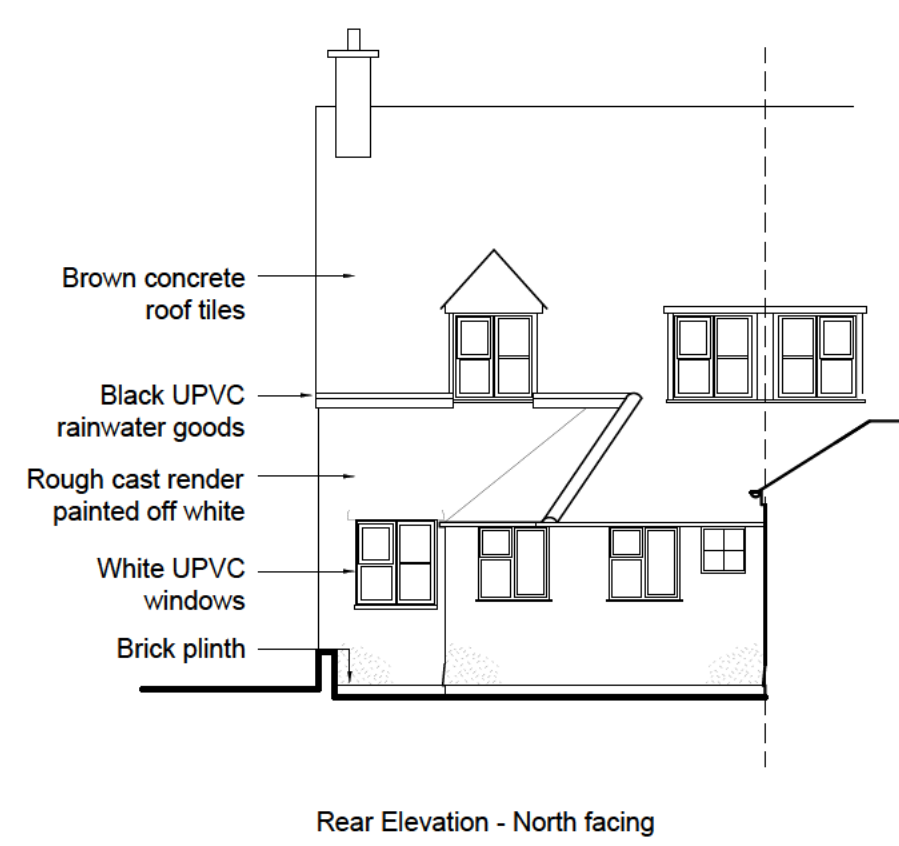 Brown concrete
roof tiles
Black UPVC
rainwater goods
Rough cast render
painted off white
White UPVC
windows
Brick plinth
Rear Elevation - North facing